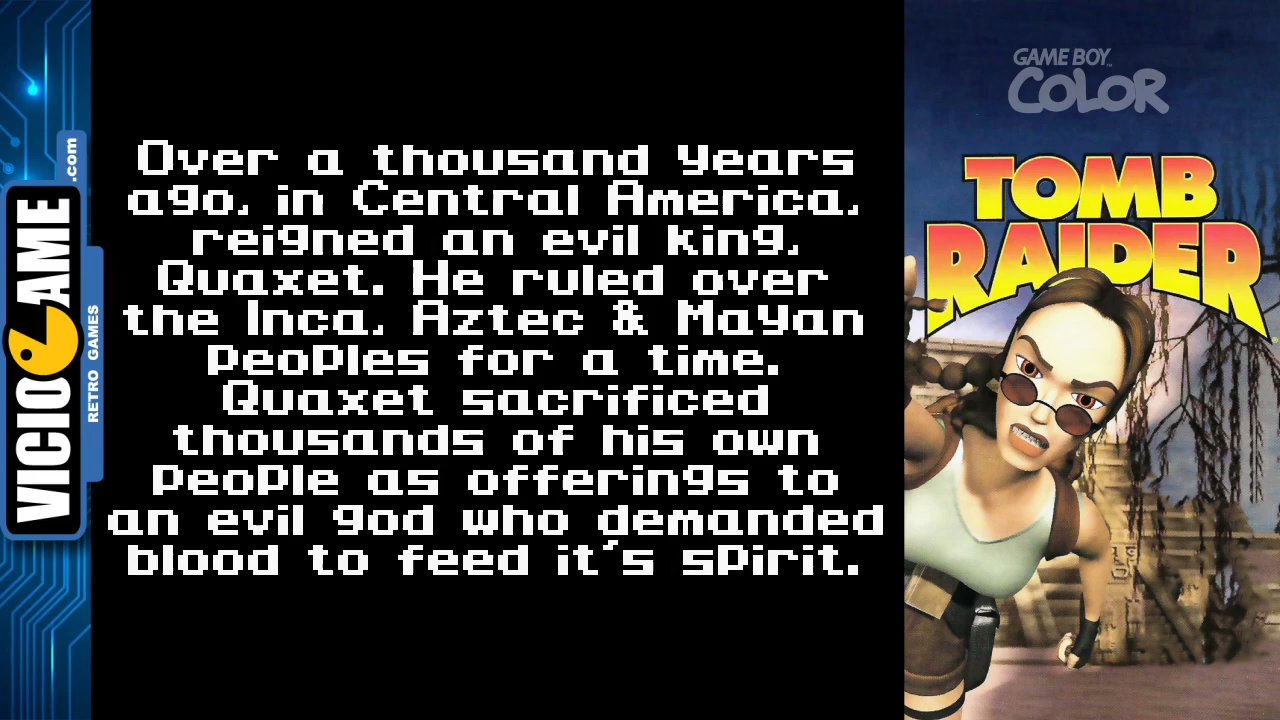 .com
VICIOGAME
RETRO GAMES
Over a thousand years
ago, in Central America,
reigned an evil king,
Quaxet. He ruled over
the Inca, Aztec & Mayan
peoples for a time.
Quaxet sacrificed
thousands of his own
people as offerings to
an evil god who demanded
blood to feed it's spirit.
GAME BOY
COLOR
TOMB
RAIDER